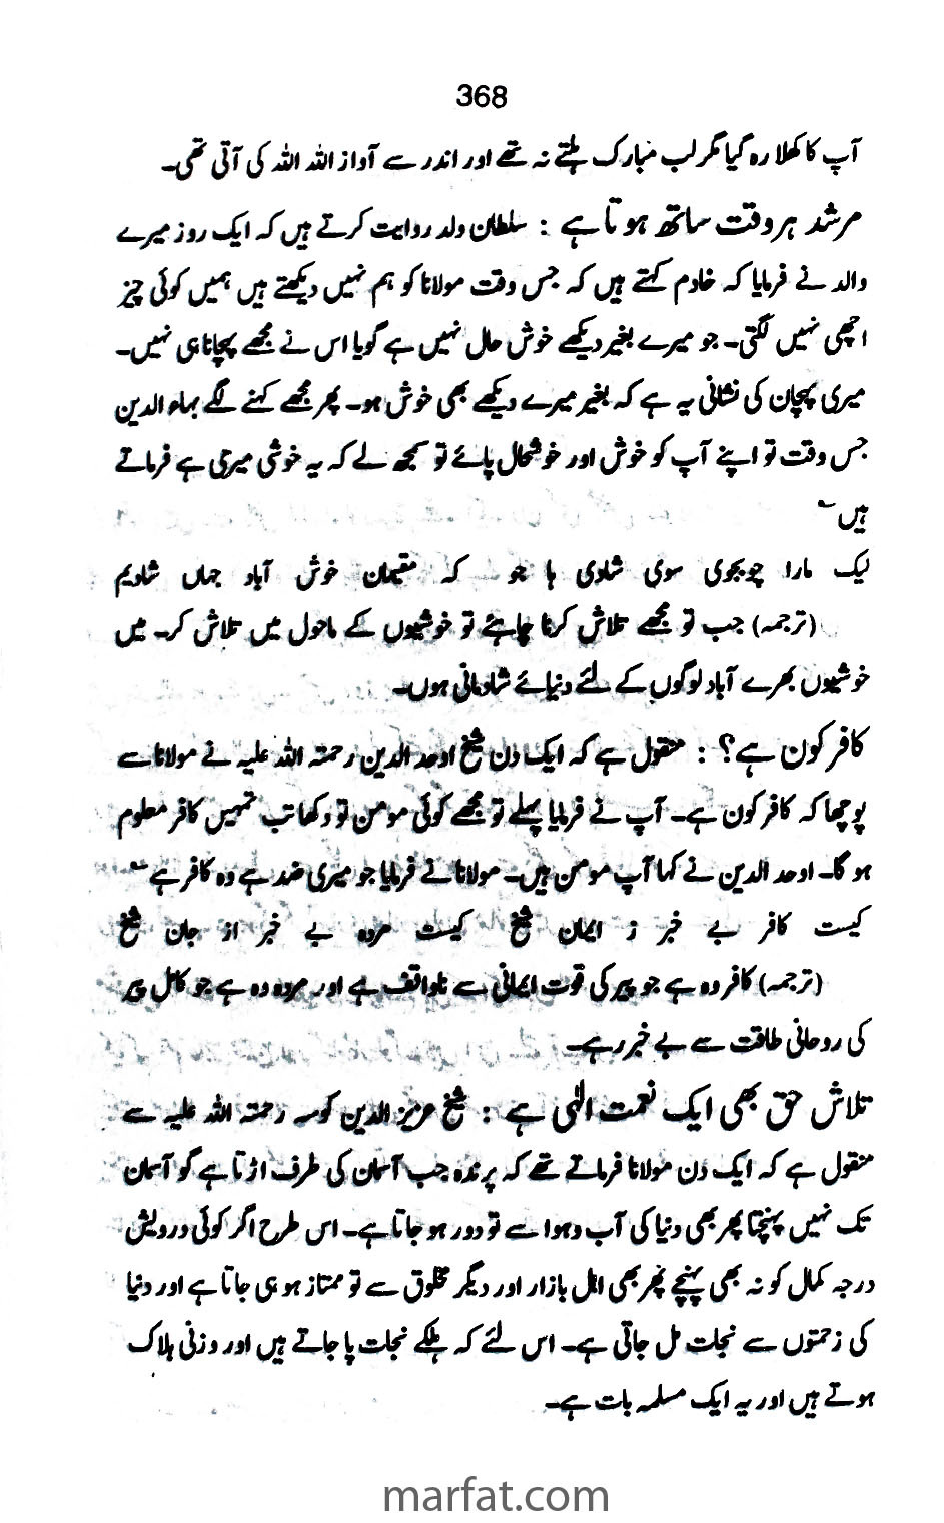 368
آپ کا کھلا رہ گیا مگر لب مبارک ہلتے نہ تھے اور اندر سے آواز اللہ اللہ کی آتی تھی۔
مرشد ہر وقت ساتھ ہوتا ہے : سلطان ولد روایت کرتے ہیں کہ ایک روز میرے
والد نے فرمایا کہ خادم کہتے ہیں کہ جس وقت مولانا کو ہم نہیں دیکھتے ہیں ہمیں کوئی چیز
اچھی نہیں لگتی۔ جو میرے بغیر دیکھے خوش حال نہیں ہے گویا اس نے مجھے پہچانا ہی نہیں۔
میری پہچان کی نشانی یہ ہے کہ بغیر میرے دیکھے بھی خوش ہو۔ پھر مجھے کہنے لگے بہاء الدین
جس وقت تو اپنے آپ کو خوش اور خوشحال پائے تو سمجھ لے کہ یہ خوشی میری ہے فرماتے
ہیں ؂
لیک مارا چو بجوی سوی شادی ہا جو کہ مقیمان خوش آباد جہاں شادیم
(ترجمہ) جب تو مجھے تلاش کرنا چاہئے تو خوشیوں کے ماحول میں تلاش کر۔ میں
خوشیوں بھرے آباد لوگوں کے لئے دنیائے شادمانی ہوں۔
کافر کون ہے؟ : منقول ہے کہ ایک دن شیخ اوحد الدین رحمتہ اللہ علیہ نے مولانا سے
پوچھا کہ کافر کون ہے۔ آپ نے فرمایا پہلے تو مجھے کوئی مومن تو دکھا تب تمہیں کافر معلوم
ہو گا۔ اوحد الدین نے کہا آپ مومن ہیں۔ مولانا نے فرمایا جو میری ضد ہے وہ کافر ہے ؂
کیست کافر بے خبر ز ایمان شیخ کیست مردہ بے خبر از جان شیخ
(ترجمہ) کافر وہ ہے جو پیر کی قوت ایمانی سے ناواقف ہے اور مردہ وہ ہے جو کامل پیر
کی روحانی طاقت سے بے خبر رہے۔
تلاش حق بھی ایک نعمت الٰہی ہے : شیخ عزیز الدین کوسہ رحمتہ اللہ علیہ سے
منقول ہے کہ ایک دن مولانا فرماتے تھے کہ پرندہ جب آسمان کی طرف اڑتا ہے گو آسمان
تک نہیں پہنچتا پھر بھی دنیا کی آب و ہوا سے تو دور ہو جاتا ہے۔ اس طرح اگر کوئی درویش
درجہ کمال کو نہ بھی پہنچے پھر بھی اہل بازار اور دیگر مخلوق سے تو ممتاز ہو ہی جاتا ہے اور دنیا
کی زحمتوں سے نجات مل جاتی ہے۔ اس لئے کہ ہلکے نجات پا جاتے ہیں اور وزنی ہلاک
ہوتے ہیں اور یہ ایک مسلمہ بات ہے۔
marfat.com